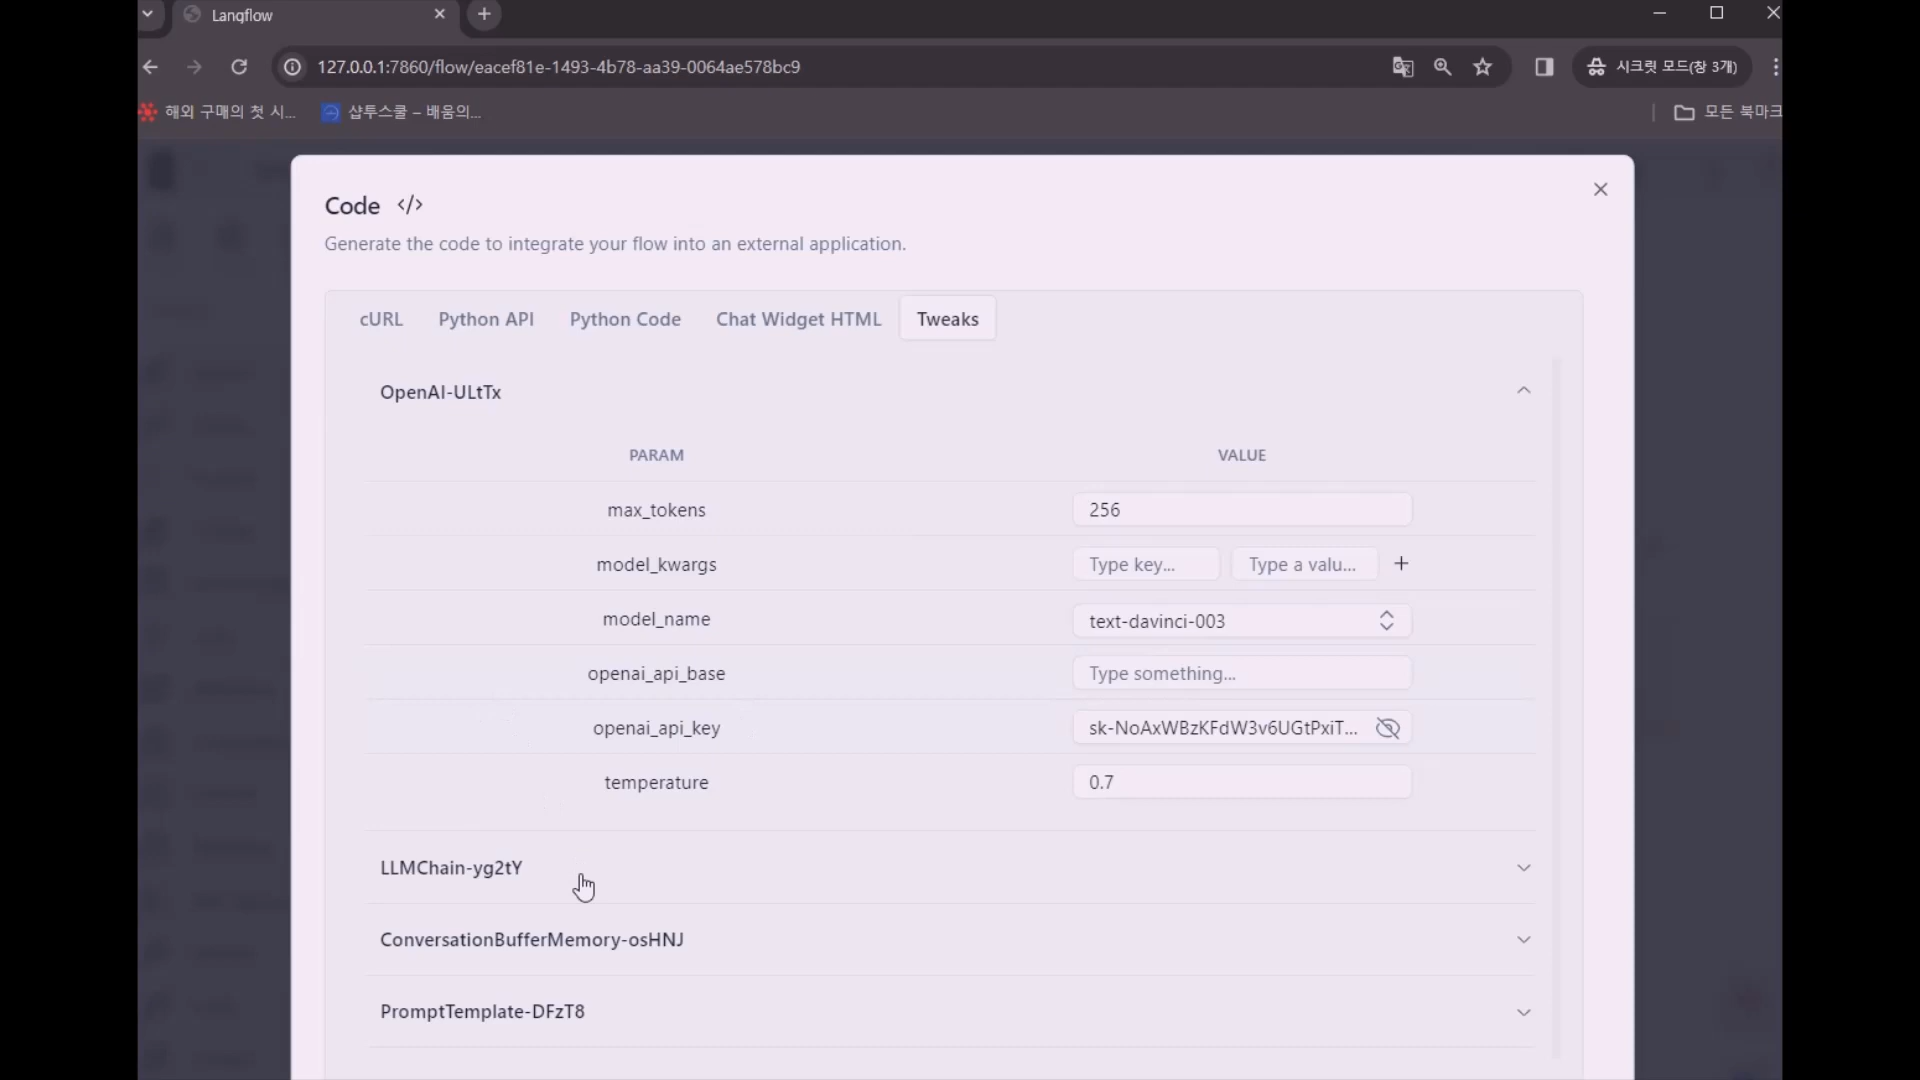 Langflow
127.0.0.1:7860/flow/eacef81e-1493-4b78-aa39-0064ae578bc9
시크릿 모드(창 3개)
해외 구매의 첫 시...
샵투스쿨 – 배움의...
모든 북마크
Code </>
Generate the code to integrate your flow into an external application.
cURL Python API Python Code Chat Widget HTML Tweaks
OpenAI-ULtTx
PARAM VALUE
max_tokens 256
model_kwargs Type key... Type a valu...
model_name text-davinci-003
openai_api_base Type something...
openai_api_key sk-NoAxWBzKFdW3v6UGtPxiT...
temperature 0.7
LLMChain-yg2tY
ConversationBufferMemory-osHNJ
PromptTemplate-DFzT8